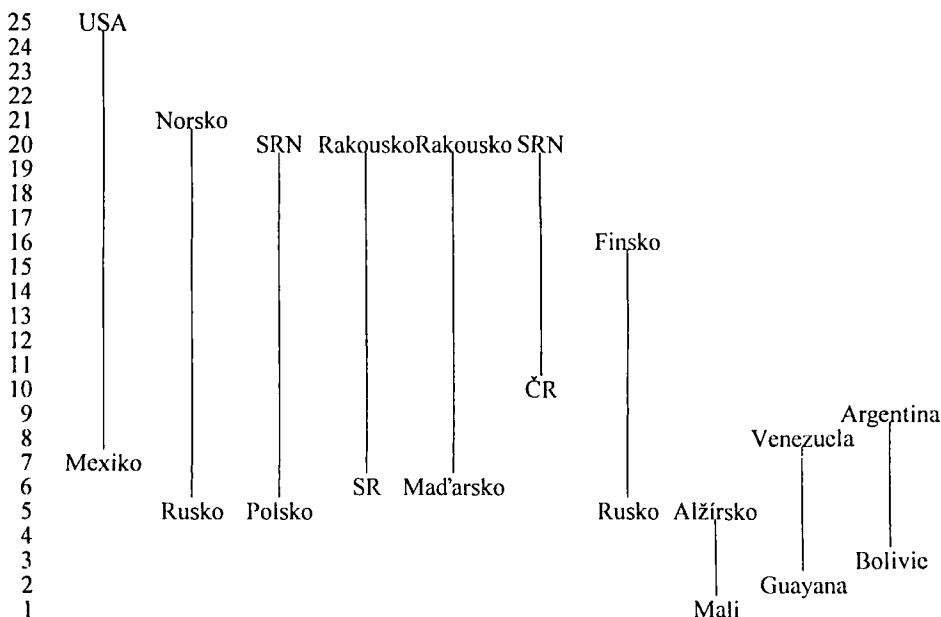 25 USA
24
23
22
21 Norsko
20 SRN Rakousko Rakousko SRN
19
18
17
16 Finsko
15
14
13
12
11
10 ČR
9 Argentina
8 Venezucla
7 Mexiko
6 SR Maďarsko
5 Rusko Polsko Rusko Alžírsko
4
3 Bolivic
2 Guayana
1 Mali